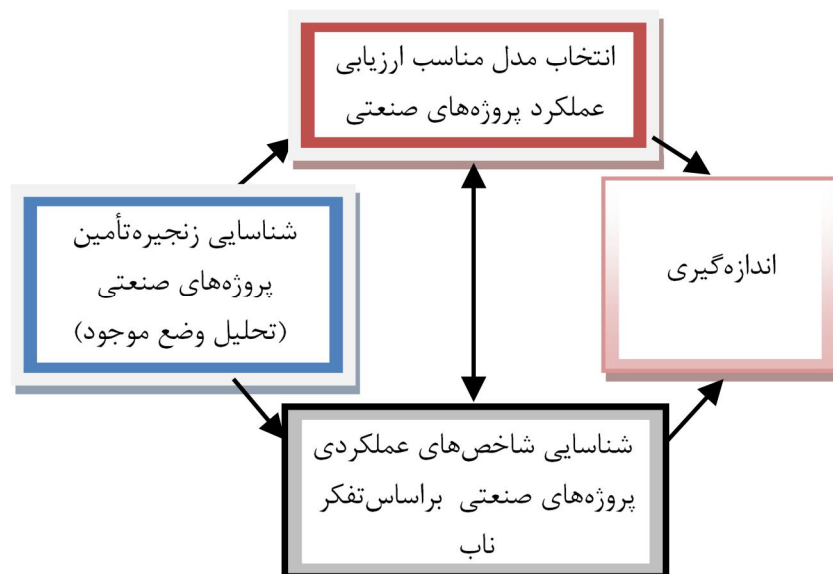 انتخاب مدل مناسب ارزیابی
عملکرد پروژه‌های صنعتی
شناسایی زنجیره‌تأمین
پروژه‌های صنعتی
(تحلیل وضع موجود)
اندازه‌گیری
شناسایی شاخص‌های عملکردی
پروژه‌های صنعتی براساس‌تفکر
ناب